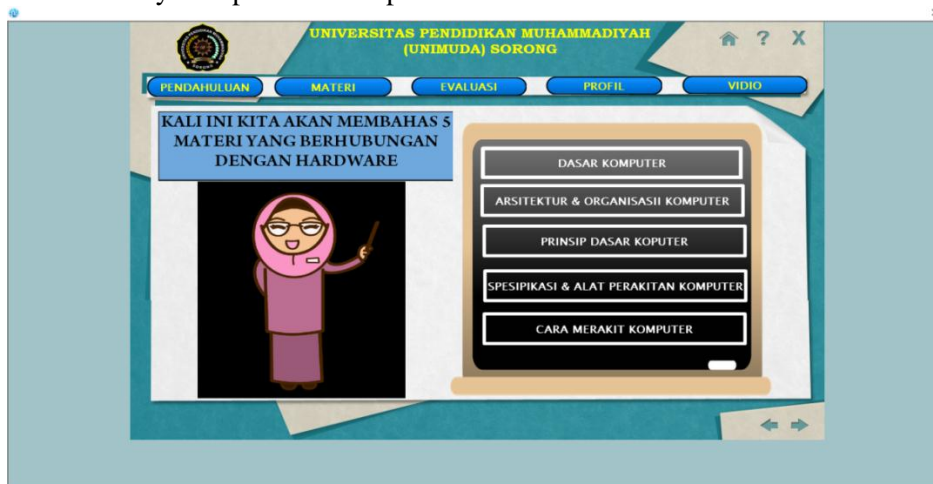 UNIVERSITAS PENDIDIKAN MUHAMMADIYAH
(UNIMUDA) SORONG
? X
PENDAHULUAN MATERI EVALUASI PROFIL VIDIO
KALI INI KITA AKAN MEMBAHAS 5
MATERI YANG BERHUBUNGAN
DENGAN HARDWARE
DASAR KOMPUTER
ARSITEKTUR & ORGANISASII KOMPUTER
PRINSIP DASAR KOPUTER
SPESIPIKASI & ALAT PERAKITAN KOMPUTER
CARA MERAKIT KOMPUTER